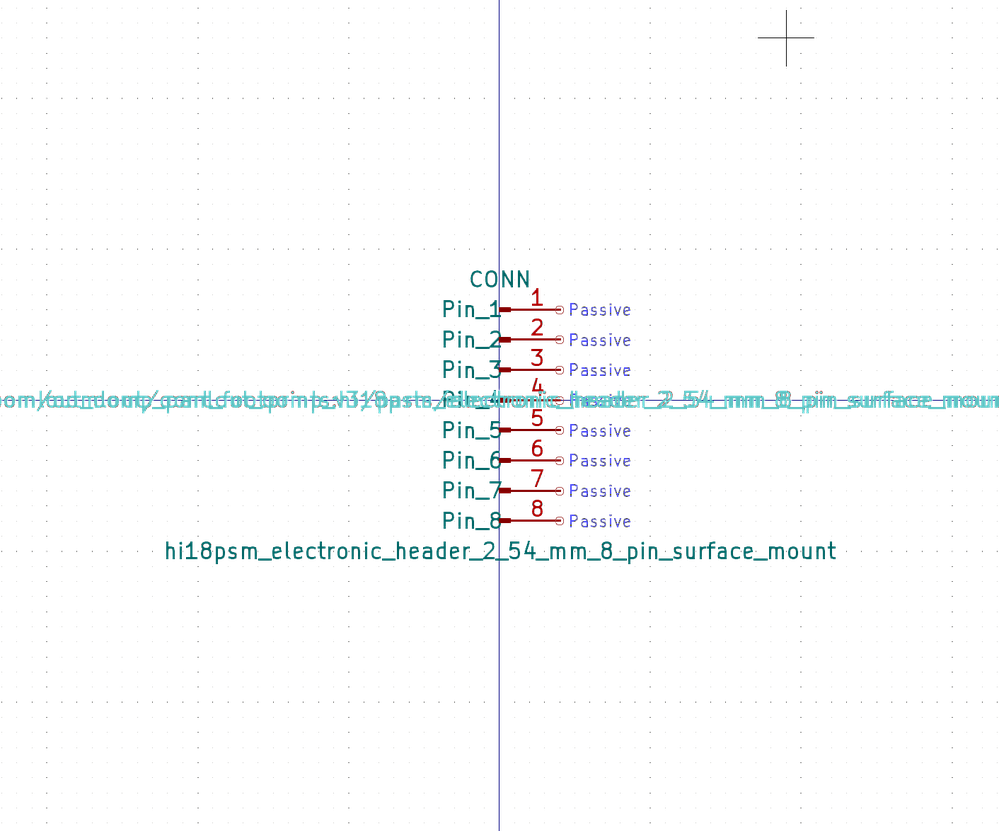 CONN
Pin_1 1 Passive
Pin_2 2 Passive
Pin_3 3 Passive
4
Pin_5 5 Passive
Pin_6 6 Passive
Pin_7 7 Passive
Pin_8 8 Passive
hi18psm_electronic_header_2_54_mm_8_pin_surface_mount